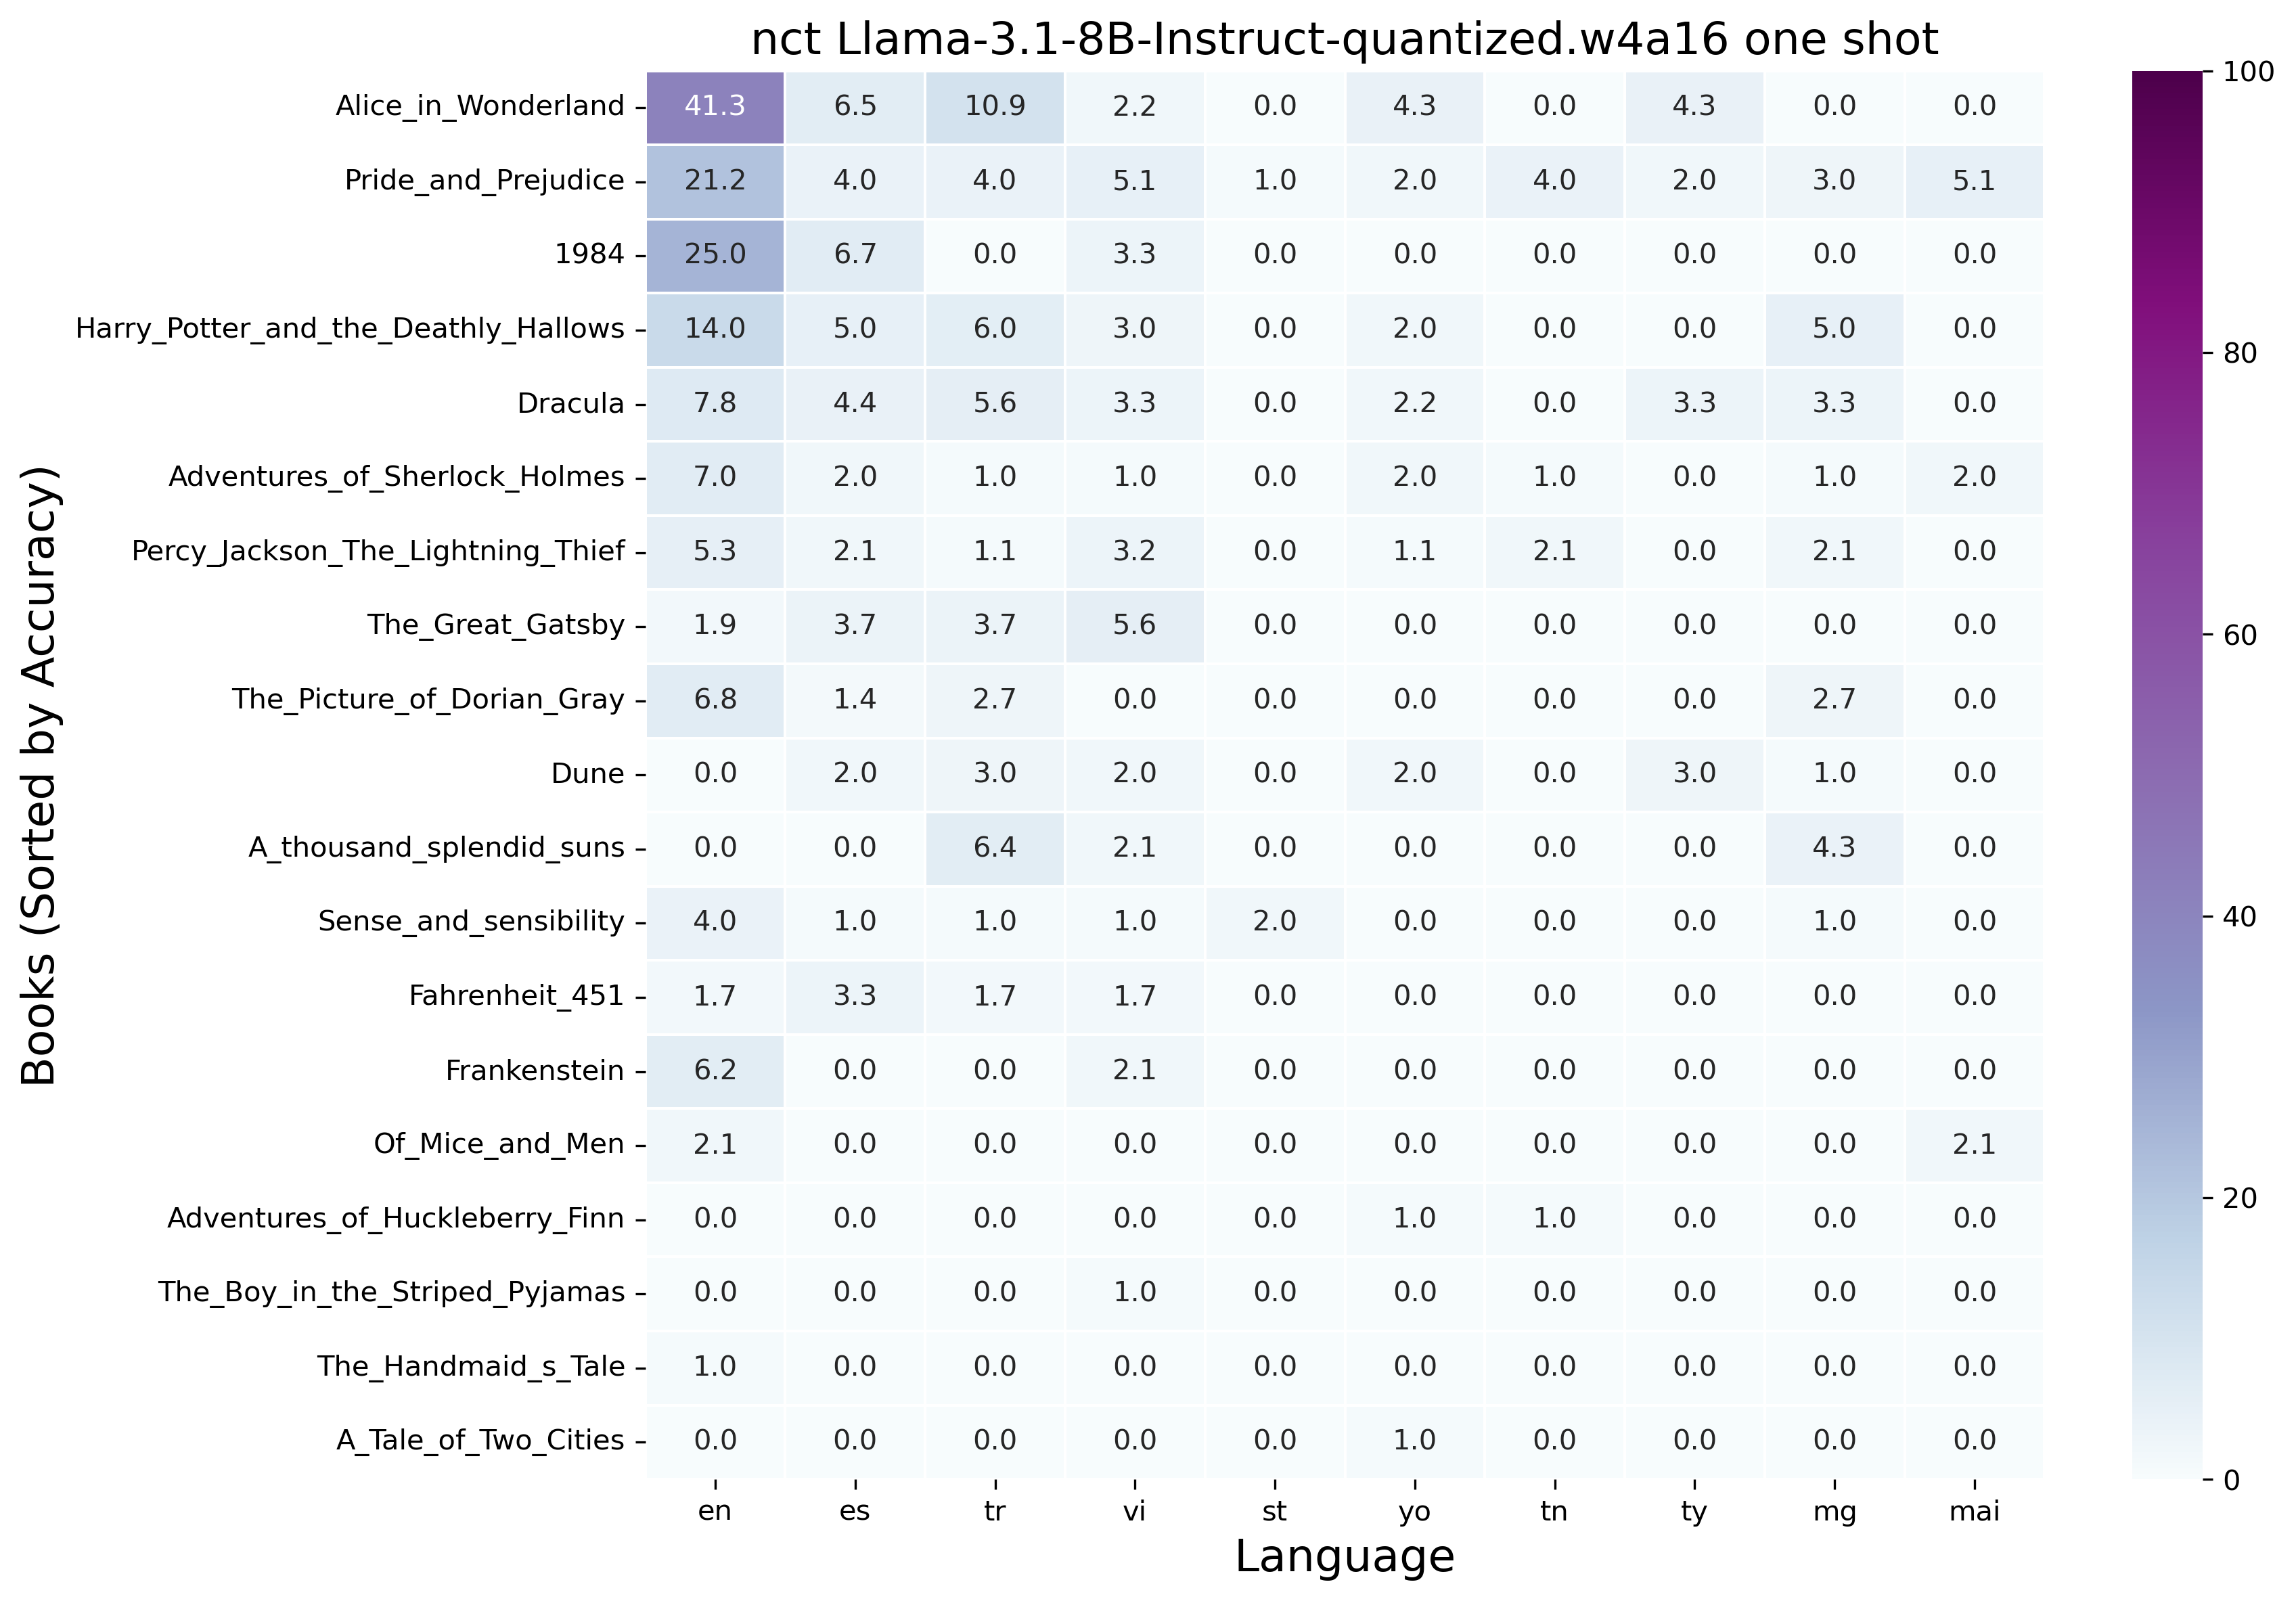 nct Llama-3.1-8B-Instruct-quantized.w4a16 one shot
Books (Sorted by Accuracy)
Alice_in_Wonderland 41.3 6.5 10.9 2.2 0.0 4.3 0.0 4.3 0.0 0.0
Pride_and_Prejudice 21.2 4.0 4.0 5.1 1.0 2.0 4.0 2.0 3.0 5.1
1984 25.0 6.7 0.0 3.3 0.0 0.0 0.0 0.0 0.0 0.0
Harry_Potter_and_the_Deathly_Hallows 14.0 5.0 6.0 3.0 0.0 2.0 0.0 0.0 5.0 0.0
Dracula 7.8 4.4 5.6 3.3 0.0 2.2 0.0 3.3 3.3 0.0
Adventures_of_Sherlock_Holmes 7.0 2.0 1.0 1.0 0.0 2.0 1.0 0.0 1.0 2.0
Percy_Jackson_The_Lightning_Thief 5.3 2.1 1.1 3.2 0.0 1.1 2.1 0.0 2.1 0.0
The_Great_Gatsby 1.9 3.7 3.7 5.6 0.0 0.0 0.0 0.0 0.0 0.0
The_Picture_of_Dorian_Gray 6.8 1.4 2.7 0.0 0.0 0.0 0.0 0.0 2.7 0.0
Dune 0.0 2.0 3.0 2.0 0.0 2.0 0.0 3.0 1.0 0.0
A_thousand_splendid_suns 0.0 0.0 6.4 2.1 0.0 0.0 0.0 0.0 4.3 0.0
Sense_and_sensibility 4.0 1.0 1.0 1.0 2.0 0.0 0.0 0.0 1.0 0.0
Fahrenheit_451 1.7 3.3 1.7 1.7 0.0 0.0 0.0 0.0 0.0 0.0
Frankenstein 6.2 0.0 0.0 2.1 0.0 0.0 0.0 0.0 0.0 0.0
Of_Mice_and_Men 2.1 0.0 0.0 0.0 0.0 0.0 0.0 0.0 0.0 2.1
Adventures_of_Huckleberry_Finn 0.0 0.0 0.0 0.0 0.0 1.0 1.0 0.0 0.0 0.0
The_Boy_in_the_Striped_Pyjamas 0.0 0.0 0.0 1.0 0.0 0.0 0.0 0.0 0.0 0.0
The_Handmaid_s_Tale 1.0 0.0 0.0 0.0 0.0 0.0 0.0 0.0 0.0 0.0
A_Tale_of_Two_Cities 0.0 0.0 0.0 0.0 0.0 1.0 0.0 0.0 0.0 0.0
en es tr vi st yo tn ty mg mai
Language
100
80
60
40
20
0